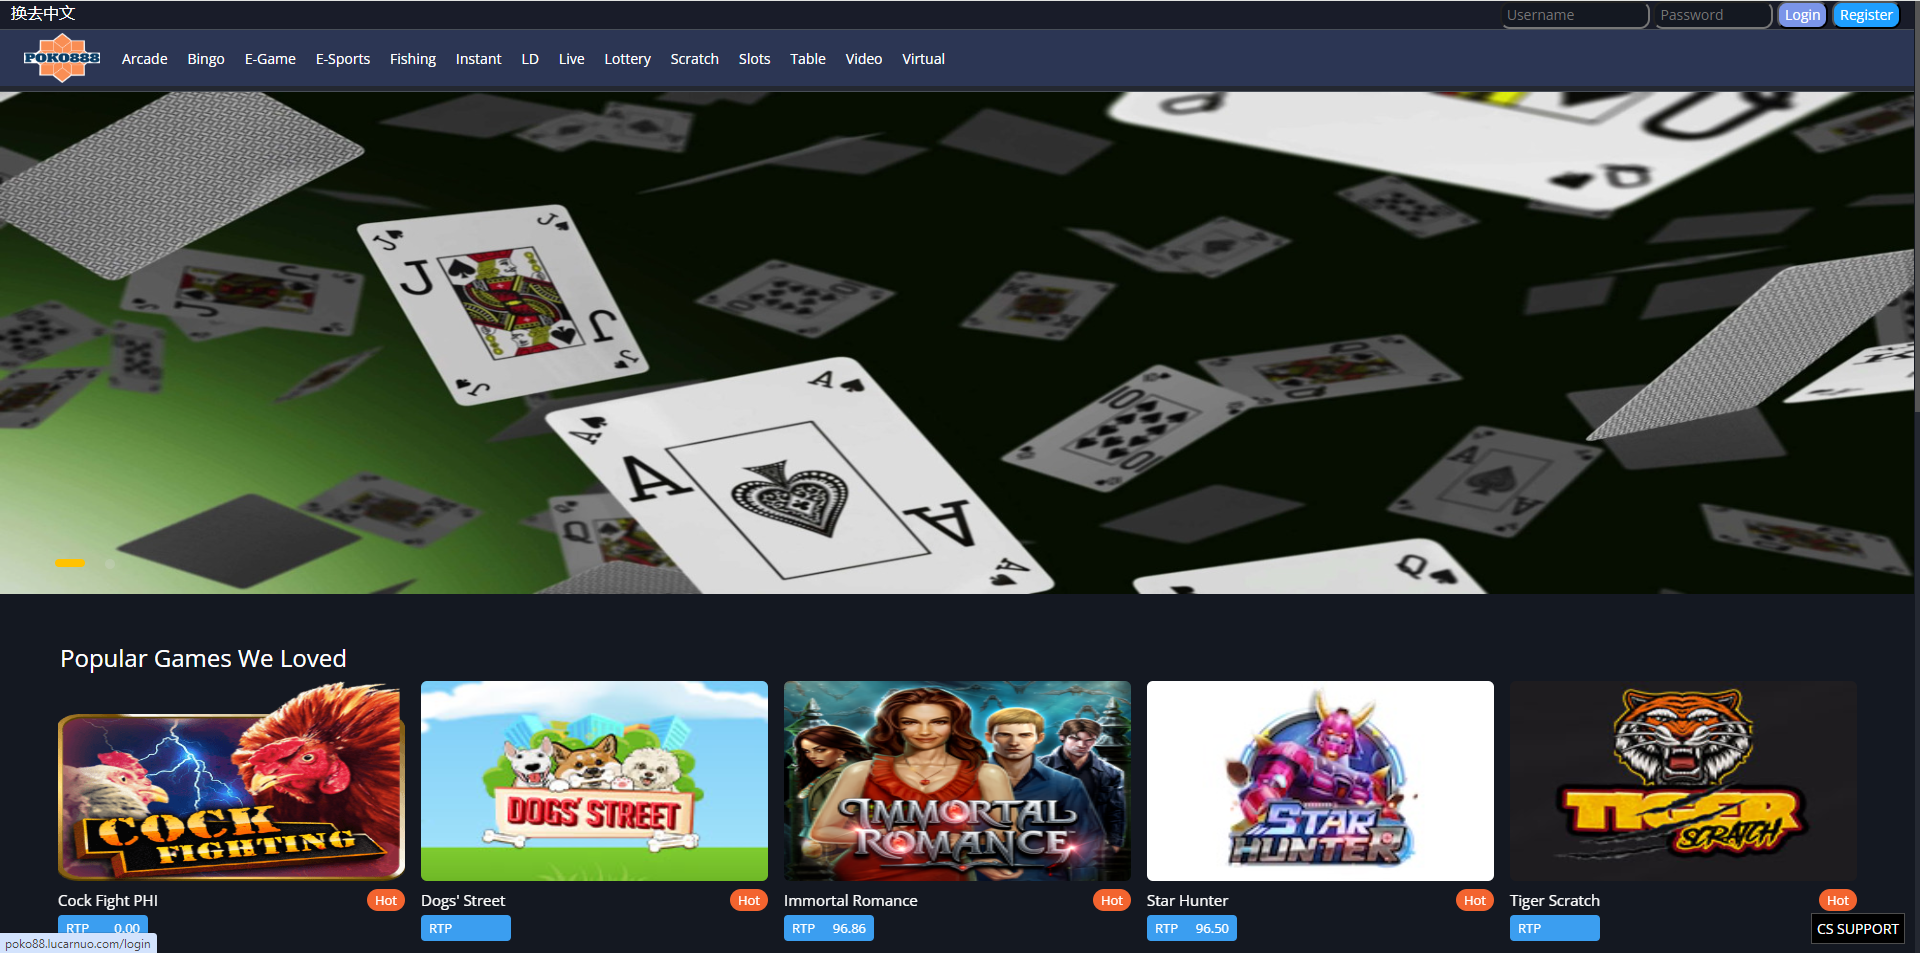 换去中文
Username Password Login Register
POKO888 Arcade Bingo E-Game E-Sports Fishing Instant LD Live Lottery Scratch Slots Table Video Virtual
J
J
J
J
A
A
A
A
A
10
10
Q
Q
K
Popular Games We Loved
COCK FIGHTING
DOGS' STREET
IMMORTAL ROMANCE
STAR HUNTER
TIGER SCRATCH
Cock Fight PHI Hot
Dogs' Street Hot
Immortal Romance Hot
Star Hunter Hot
Tiger Scratch Hot
RTP 0.00
RTP
RTP 96.86
RTP 96.50
RTP
CS SUPPORT
poko88.lucarnuo.com/login